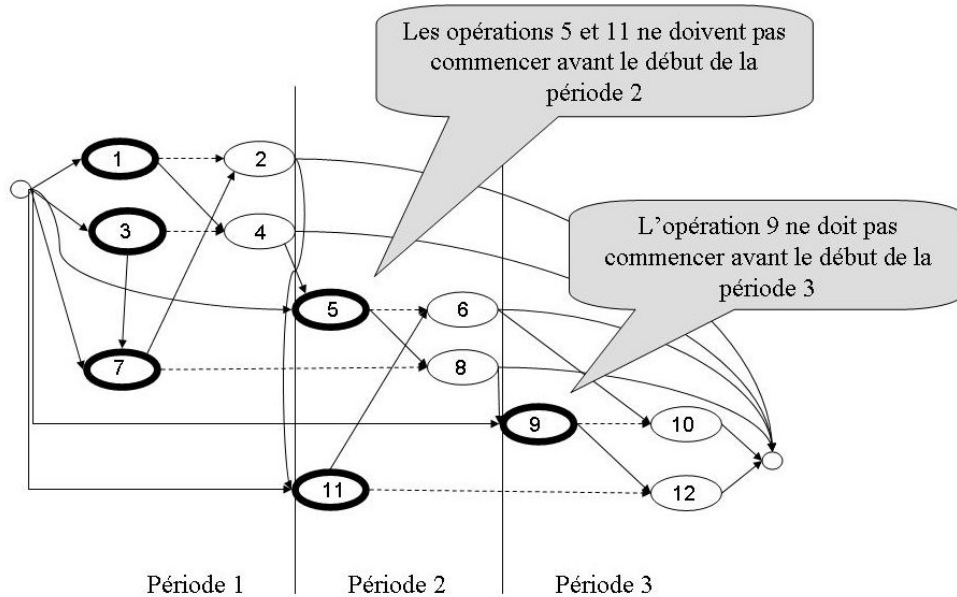 Les opérations 5 et 11 ne doivent pas
commencer avant le début de la
période 2
1
2
3
4
L’opération 9 ne doit pas
commencer avant le début de la
période 3
5
6
7
8
9
10
11
12
Période 1
Période 2
Période 3